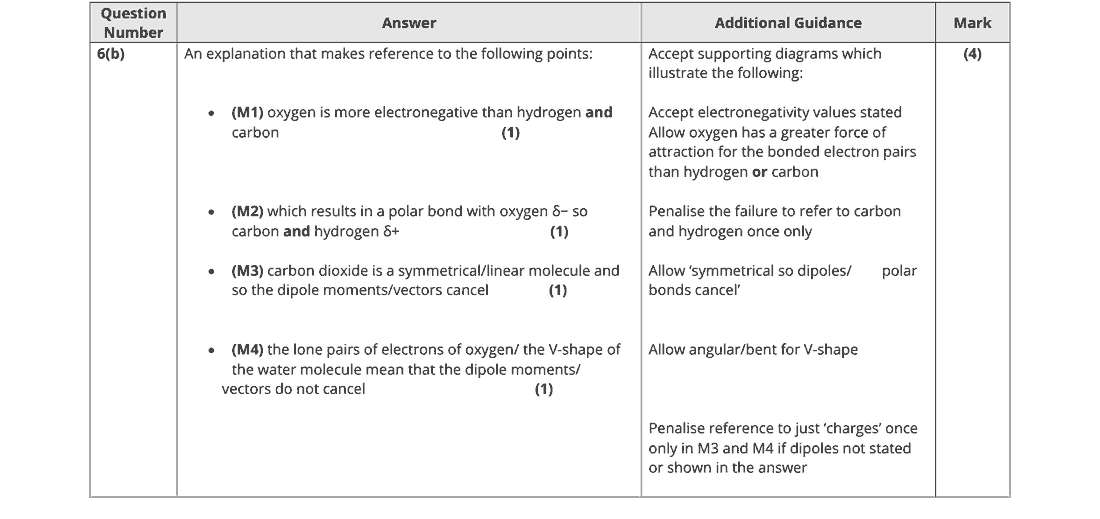 Question Number
Answer
Additional Guidance
Mark
6(b)
An explanation that makes reference to the following points:
Accept supporting diagrams which
illustrate the following:
(4)
• (M1) oxygen is more electronegative than hydrogen and
carbon (1)
Accept electronegativity values stated
Allow oxygen has a greater force of
attraction for the bonded electron pairs
than hydrogen or carbon
• (M2) which results in a polar bond with oxygen δ− so
carbon and hydrogen δ+ (1)
Penalise the failure to refer to carbon
and hydrogen once only
• (M3) carbon dioxide is a symmetrical/linear molecule and
so the dipole moments/vectors cancel (1)
Allow ‘symmetrical so dipoles/ polar
bonds cancel’
• (M4) the lone pairs of electrons of oxygen/ the V-shape of
the water molecule mean that the dipole moments/
vectors do not cancel (1)
Allow angular/bent for V-shape
Penalise reference to just ‘charges’ once
only in M3 and M4 if dipoles not stated
or shown in the answer